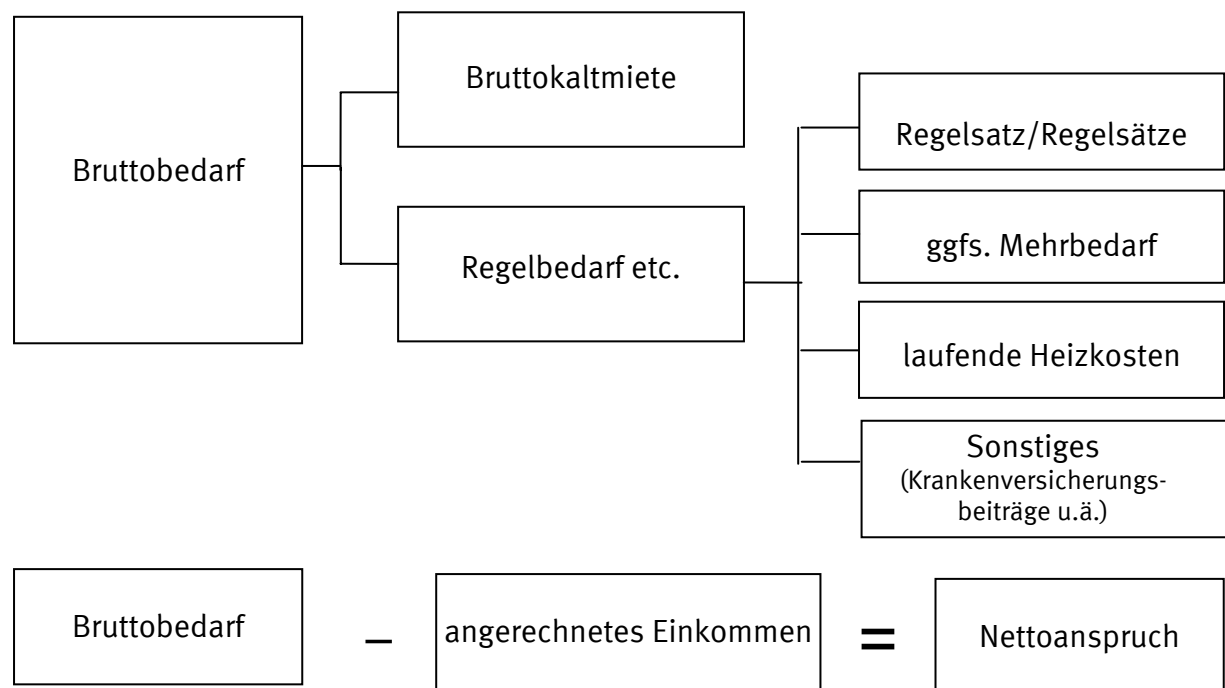 Bruttobedarf
Bruttokaltmiete
Regelbedarf etc.
Regelsatz/Regelsätze
ggfs. Mehrbedarf
laufende Heizkosten
Sonstiges
(Krankenversicherungs-
beiträge u.ä.)
Bruttobedarf – angerechnetes Einkommen = Nettoanspruch